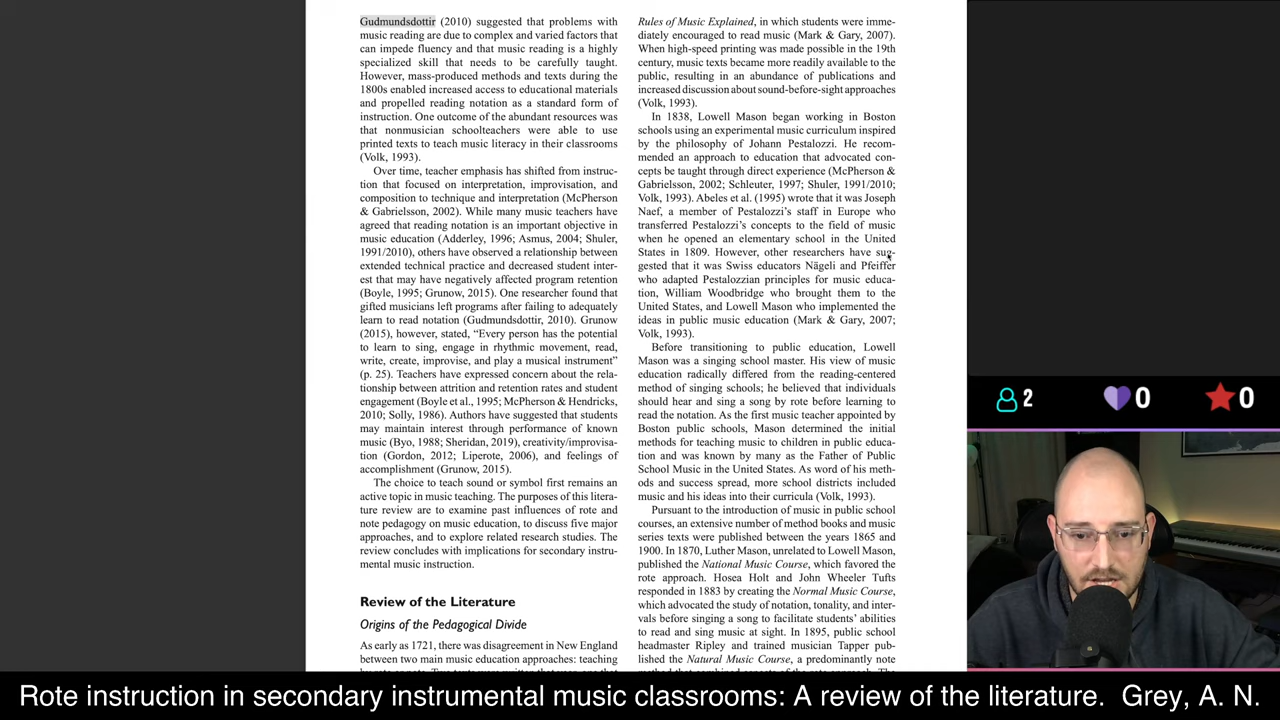 Gudmundsdottir (2010) suggested that problems with
music reading are due to complex and varied factors that
can impede fluency and that music reading is a highly
specialized skill that needs to be carefully taught.
However, mass-produced methods and texts during the
1800s enabled increased access to educational materials
and propelled reading notation as a standard form of
instruction. One outcome of the abundant resources was
that nonmusician schoolteachers were able to use
printed texts to teach music literacy in their classrooms
(Volk, 1993).
Over time, teacher emphasis has shifted from instruc-
tion that focused on interpretation, improvisation, and
composition to technique and interpretation (McPherson
& Gabrielsson, 2002). While many music teachers have
agreed that reading notation is an important objective in
music education (Adderley, 1996; Asmus, 2004; Shuler,
1991/2010), others have observed a relationship between
extended technical practice and decreased student inter-
est that may have negatively affected program retention
(Boyle, 1995; Grunow, 2015). One researcher found that
gifted musicians left programs after failing to adequately
learn to read notation (Gudmundsdottir, 2010). Grunow
(2015), however, stated, “Every person has the potential
to learn to sing, engage in rhythmic movement, read,
write, create, improvise, and play a musical instrument”
(p. 25). Teachers have expressed concern about the rela-
tionship between attrition and retention rates and student
engagement (Boyle et al., 1995; McPherson & Hendricks,
2010; Solly, 1986). Authors have suggested that students
may maintain interest through performance of known
music (Byo, 1988; Sheridan, 2019), creativity/improvisa-
tion (Gordon, 2012; Liperote, 2006), and feelings of
accomplishment (Grunow, 2015).
The choice to teach sound or symbol first remains an
active topic in music teaching. The purposes of this litera-
ture review are to examine past influences of rote and
note pedagogy on music education, to discuss five major
approaches, and to explore related research studies. The
review concludes with implications for secondary instru-
mental music instruction.
Review of the Literature
Origins of the Pedagogical Divide
As early as 1721, there was disagreement in New England
between two main music education approaches: teaching
Rules of Music Explained, in which students were imme-
diately encouraged to read music (Mark & Gary, 2007).
When high-speed printing was made possible in the 19th
century, music texts became more readily available to the
public, resulting in an abundance of publications and
increased discussion about sound-before-sight approaches
(Volk, 1993).
In 1838, Lowell Mason began working in Boston
schools using an experimental music curriculum inspired
by the philosophy of Johann Pestalozzi. He recom-
mended an approach to education that advocated con-
cepts be taught through direct experience (McPherson &
Gabrielsson, 2002; Schleuter, 1997; Shuler, 1991/2010;
Volk, 1993). Abeles et al. (1995) wrote that it was Joseph
Naef, a member of Pestalozzi’s staff in Europe who
transferred Pestalozzi’s concepts to the field of music
when he opened an elementary school in the United
States in 1809. However, other researchers have sug-
gested that it was Swiss educators Nägeli and Pfeiffer
who adapted Pestalozzian principles for music educa-
tion, William Woodbridge who brought them to the
United States, and Lowell Mason who implemented the
ideas in public music education (Mark & Gary, 2007;
Volk, 1993).
Before transitioning to public education, Lowell
Mason was a singing school master. His view of music
education radically differed from the reading-centered
method of singing schools; he believed that individuals
should hear and sing a song by rote before learning to
read the notation. As the first music teacher appointed by
Boston public schools, Mason determined the initial
methods for teaching music to children in public educa-
tion and was known by many as the Father of Public
School Music in the United States. As word of his meth-
ods and success spread, more school districts included
music and his ideas into their curricula (Volk, 1993).
Pursuant to the introduction of music in public school
courses, an extensive number of method books and music
series texts were published between the years 1865 and
1900. In 1870, Luther Mason, unrelated to Lowell Mason,
published the National Music Course, which favored the
rote approach. Hosea Holt and John Wheeler Tufts
responded in 1883 by creating the Normal Music Course,
which advocated the study of notation, tonality, and inter-
vals before singing a song to facilitate students’ abilities
to read and sing music at sight. In 1895, public school
headmaster Ripley and trained musician Tapper pub-
lished the Natural Music Course, a predominantly note
2
0
0
Rote instruction in secondary instrumental music classrooms: A review of the literature. Grey, A. N.